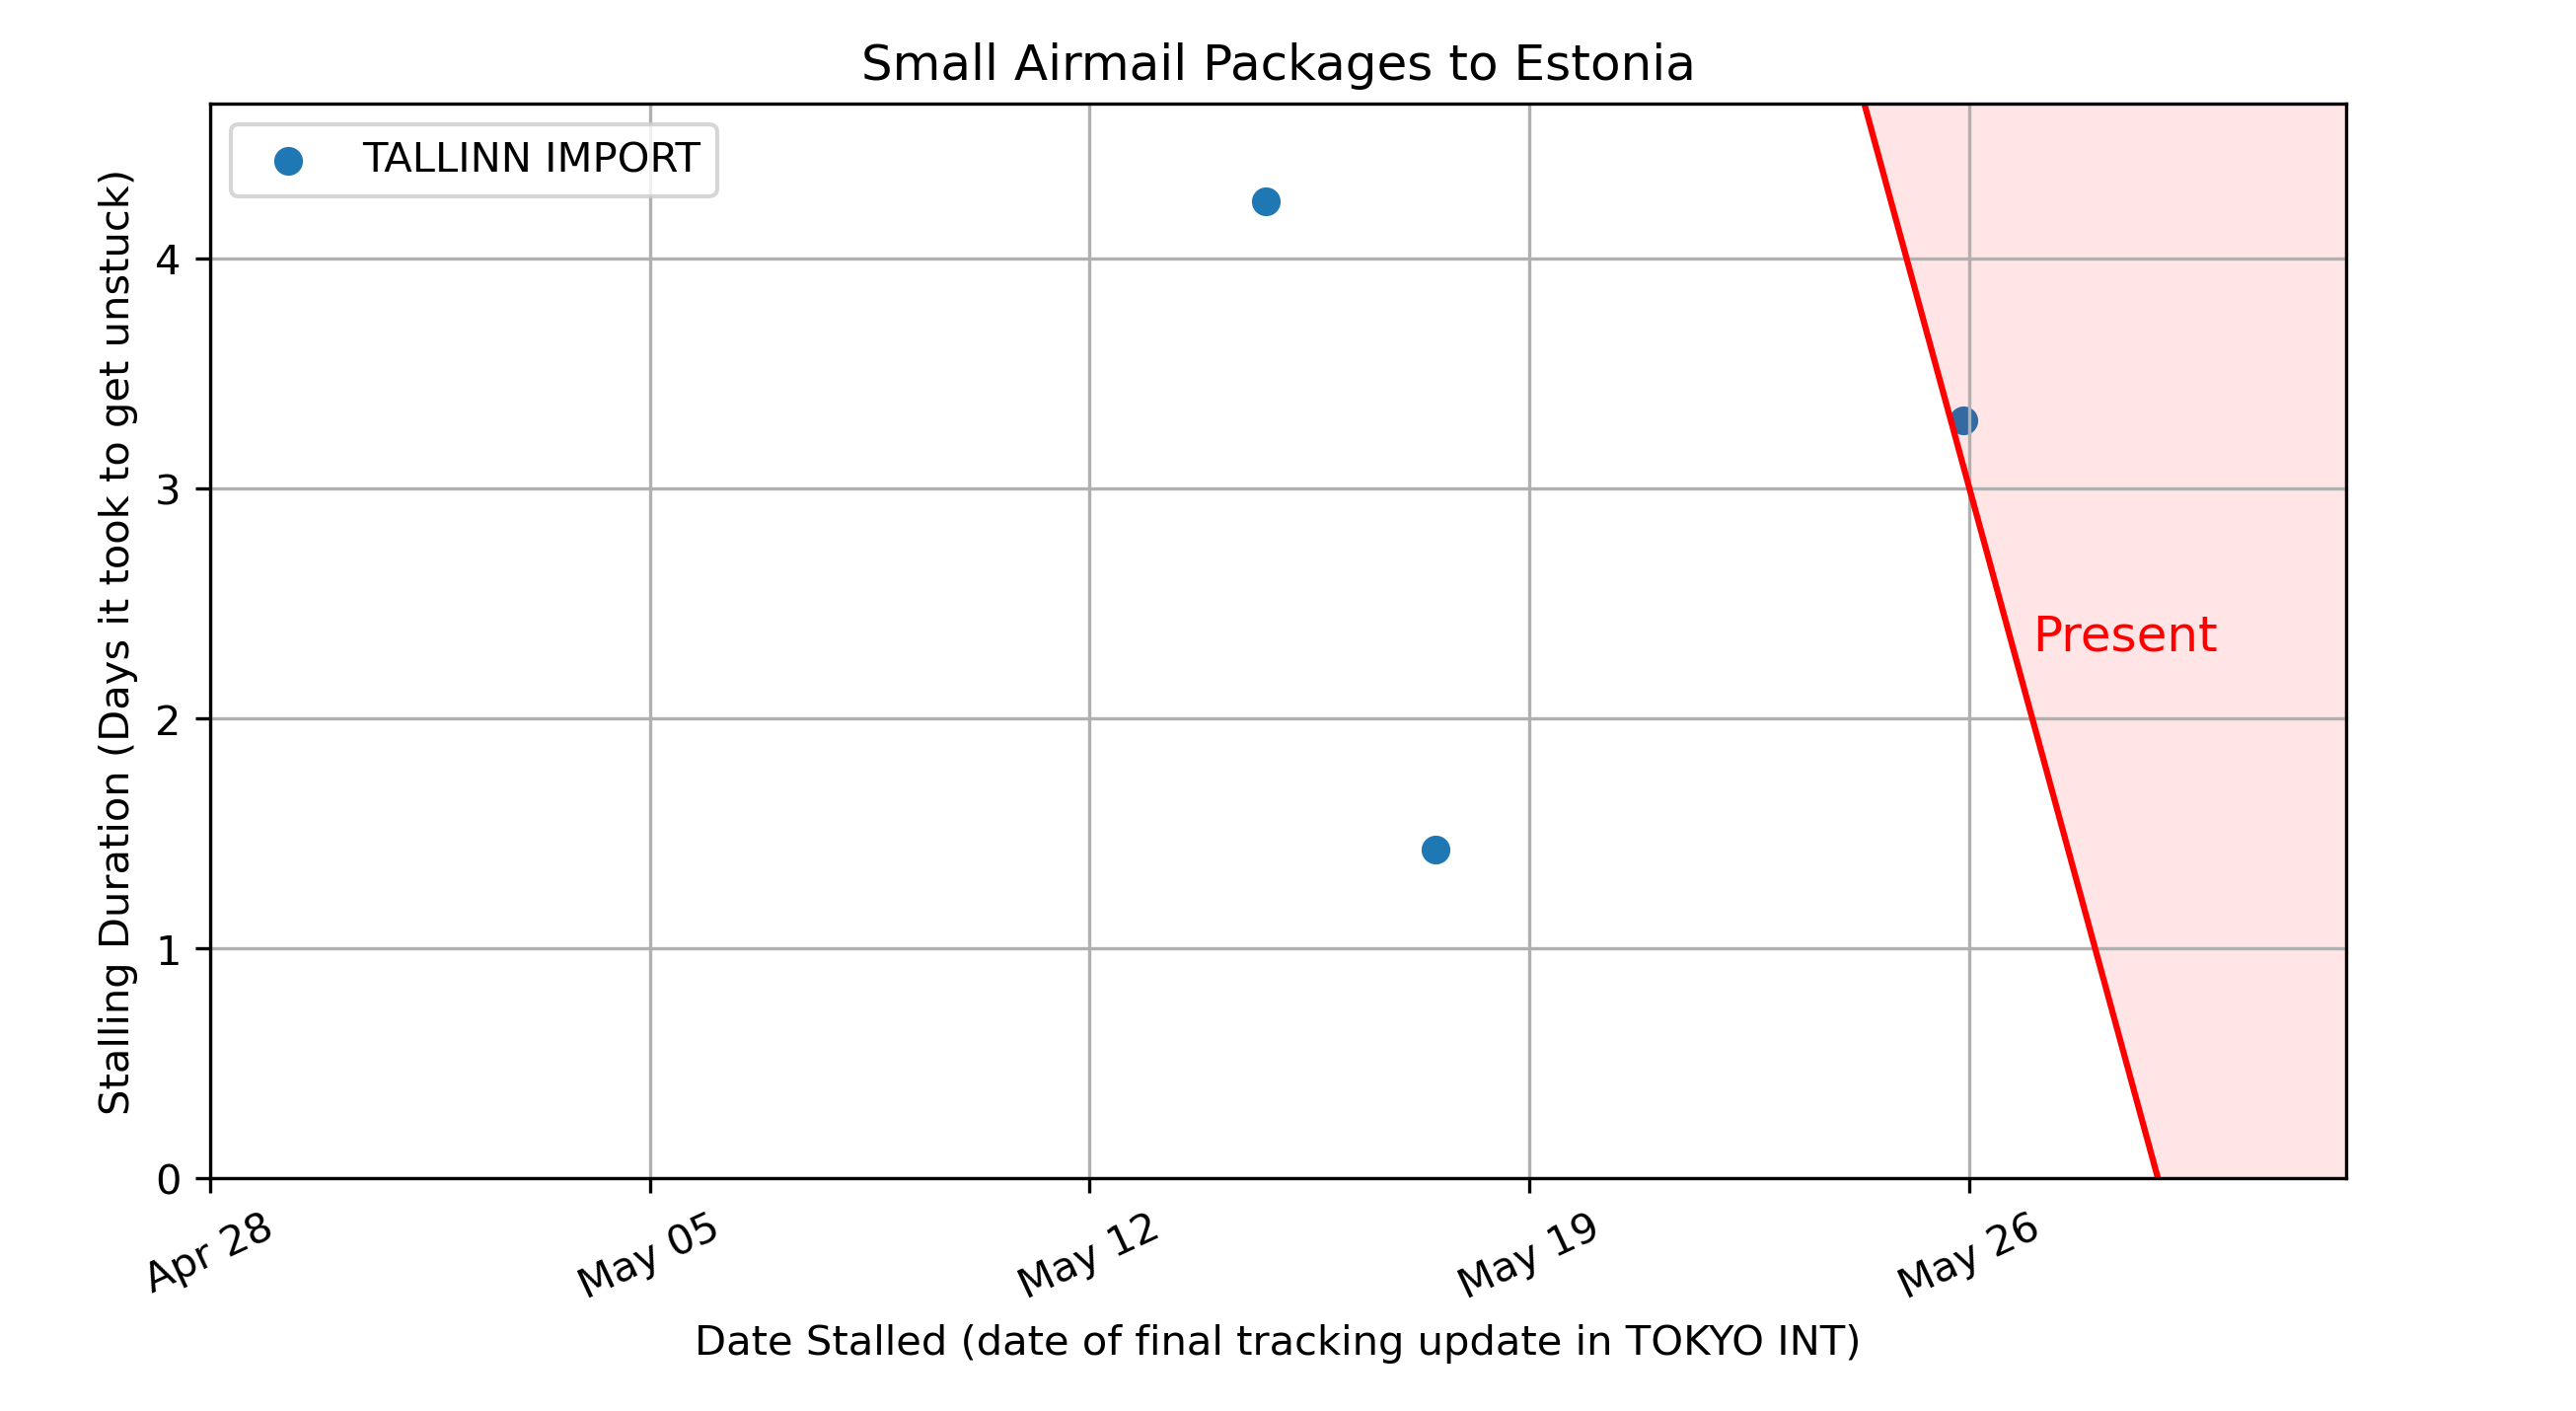 Small Airmail Packages to Estonia
TALLINN IMPORT
Stalling Duration (Days it took to get unstuck)
4
3
2
1
0
Present
Apr 28
May 05
May 12
May 19
May 26
Date Stalled (date of final tracking update in TOKYO INT)